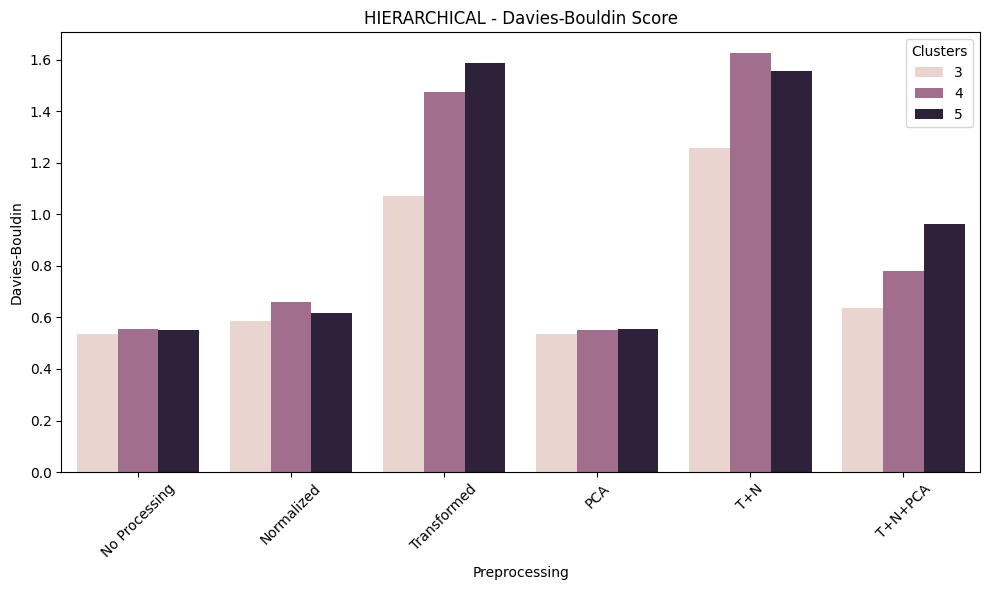 HIERARCHICAL - Davies-Bouldin Score
Clusters
3
4
5
Davies-Bouldin
1.6
1.4
1.2
1.0
0.8
0.6
0.4
0.2
0.0
No Processing
Normalized
Transformed
PCA
T+N
T+N+PCA
Preprocessing